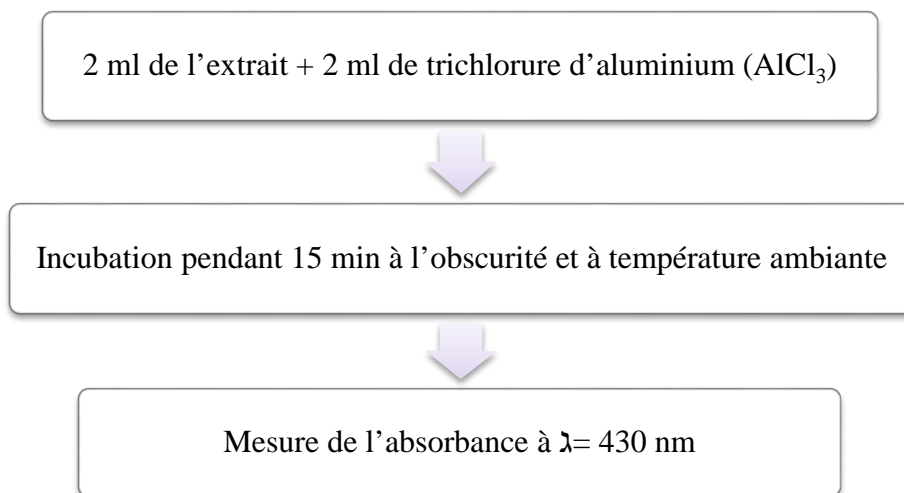 2 ml de l’extrait + 2 ml de trichlorure d’aluminium (AlCl₃)
Incubation pendant 15 min à l’obscurité et à température ambiante
Mesure de l’absorbance à λ= 430 nm